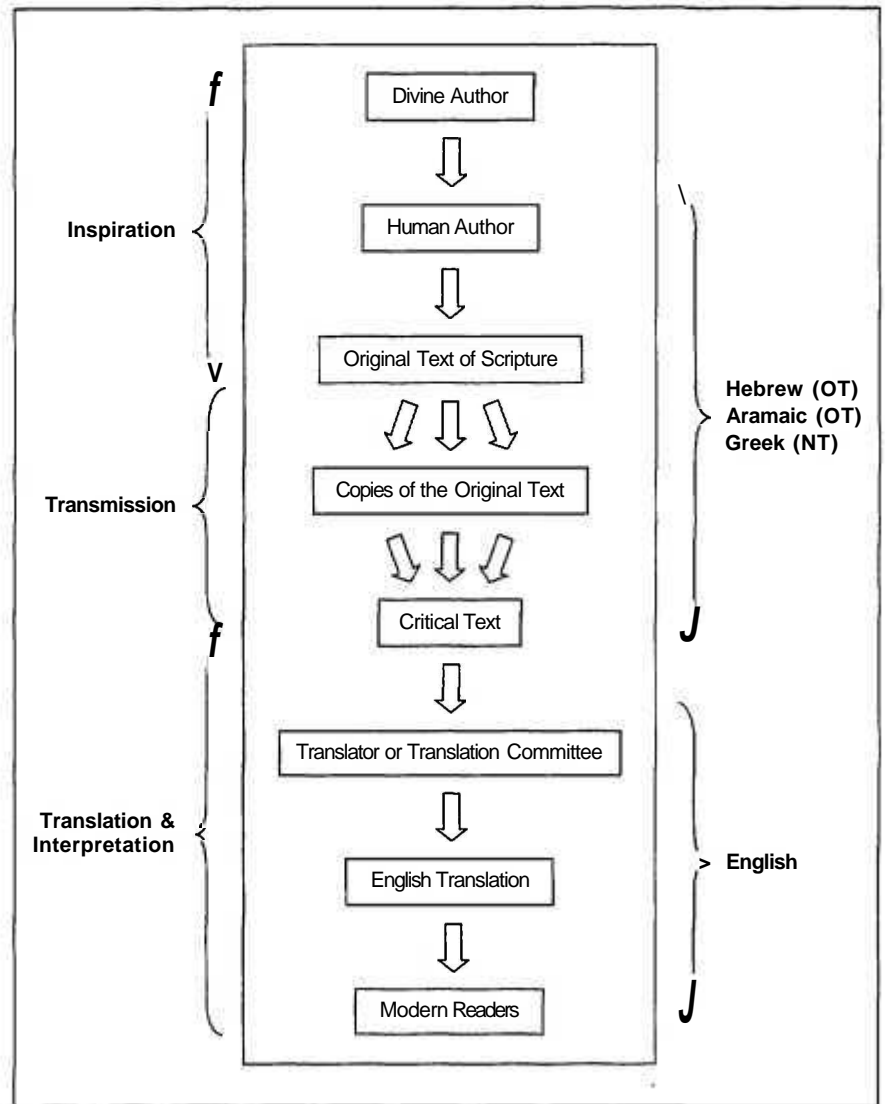 Divine Author
Human Author
Inspiration
Original Text of Scripture
Hebrew (OT)
Aramaic (OT)
Greek (NT)
Copies of the Original Text
Transmission
Critical Text
Translator or Translation Committee
Translation &
Interpretation
English Translation
English
Modern Readers